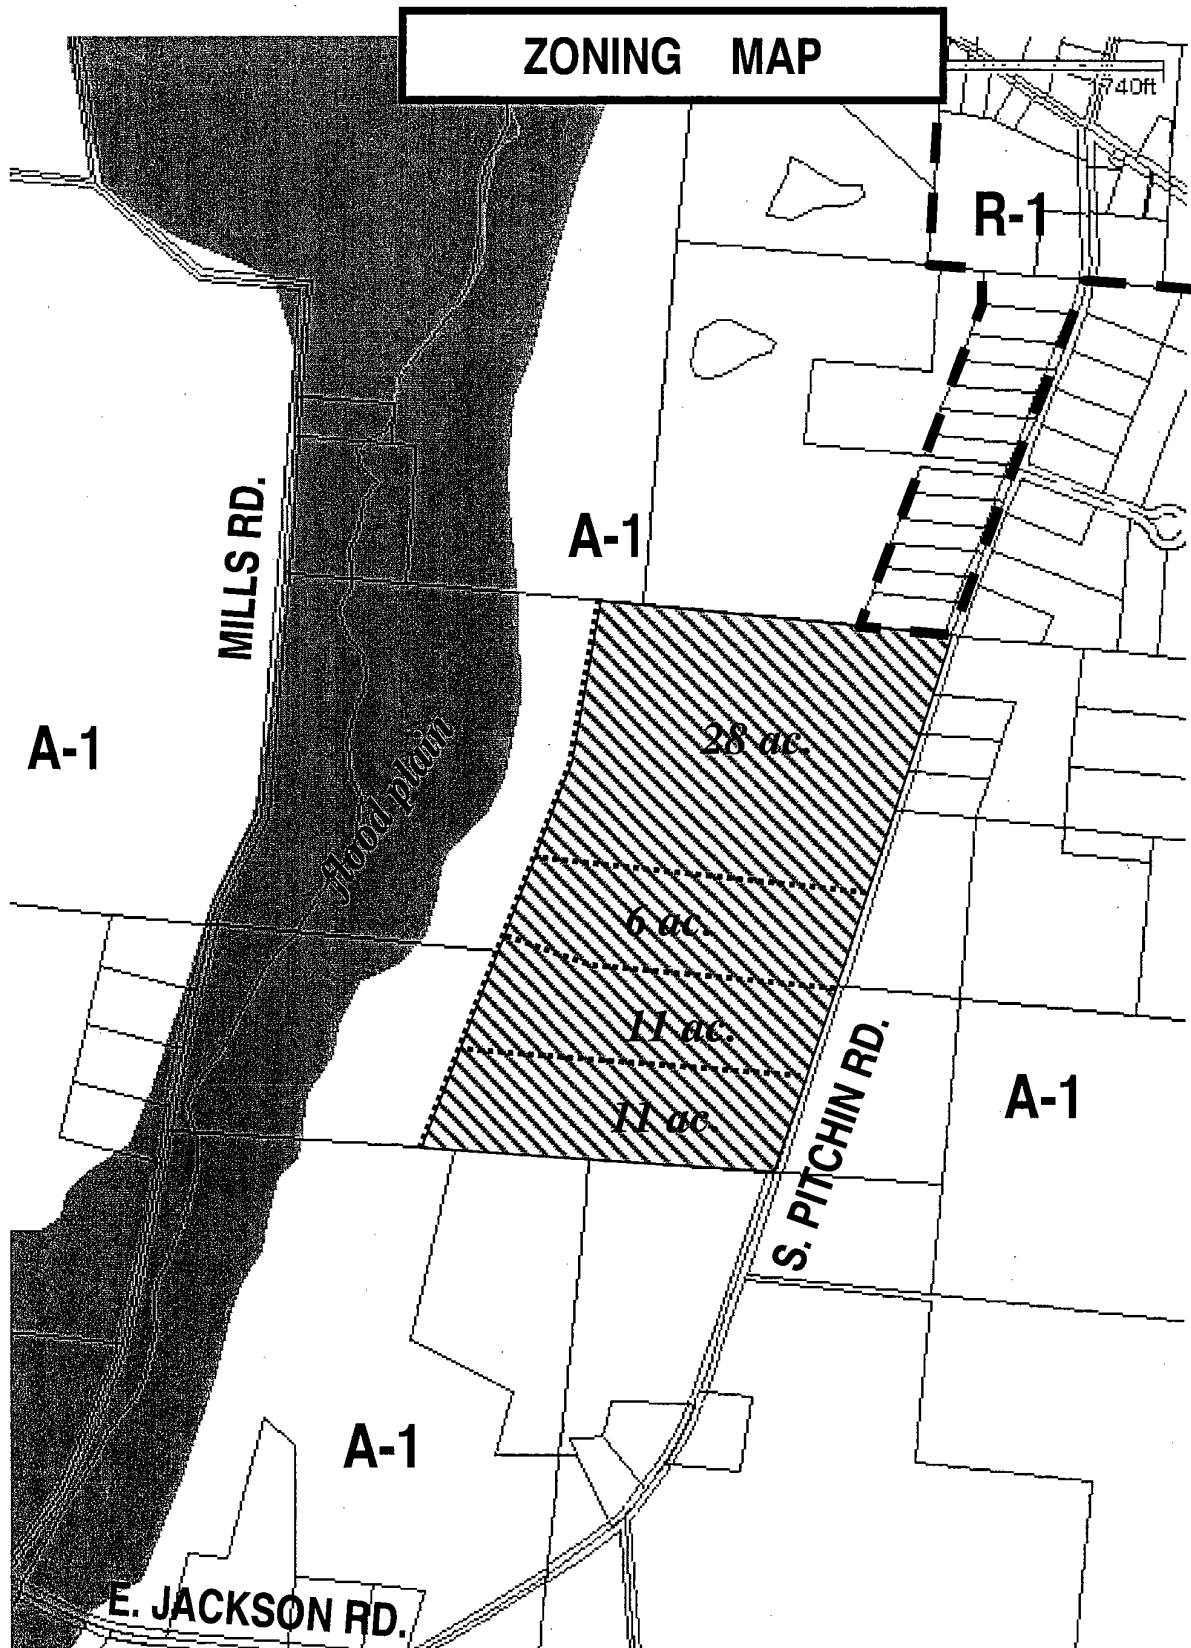 ZONING MAP
1740ft
R-1
A-1
MILLS RD.
A-1
28 ac.
flood plain
6 ac.
11 ac.
11 ac.
S. PITCHIN RD.
A-1
A-1
E. JACKSON RD.